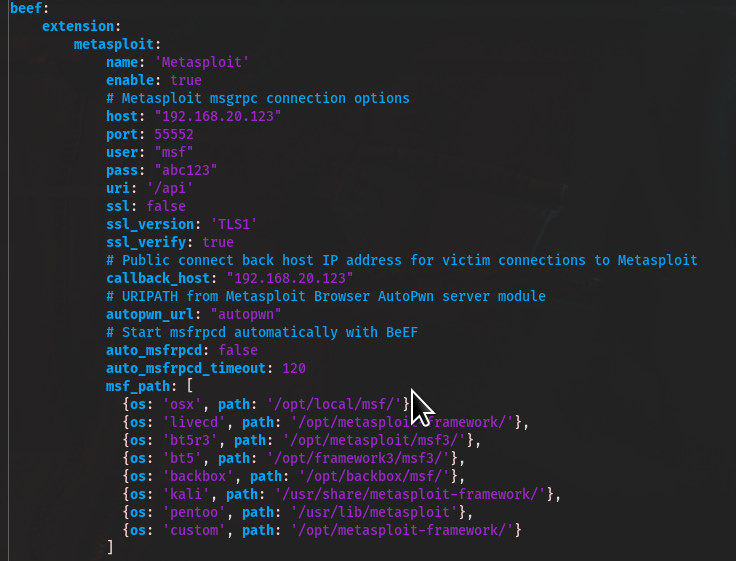 beef:
    extension:
        metasploit:
            name: 'Metasploit'
            enable: true
            # Metasploit msgrpc connection options
            host: "192.168.20.123"
            port: 55552
            user: "msf"
            pass: "abc123"
            uri: '/api'
            ssl: false
            ssl_version: 'TLS1'
            ssl_verify: true
            # Public connect back host IP address for victim connections to Metasploit
            callback_host: "192.168.20.123"
            # URIPATH from Metasploit Browser AutoPwn server module
            autopwn_url: "autopwn"
            # Start msfrpcd automatically with BeEF
            auto_msfrpcd: false
            auto_msfrpcd_timeout: 120
            msf_path: [
              {os: 'osx', path: '/opt/local/msf/'}
              {os: 'livecd', path: '/opt/metasploit-framework/'},
              {os: 'bt5r3', path: '/opt/metasploit/msf3/'},
              {os: 'bt5', path: '/opt/framework3/msf3/'},
              {os: 'backbox', path: '/opt/backbox/msf/'},
              {os: 'kali', path: '/usr/share/metasploit-framework/'},
              {os: 'pentoo', path: '/usr/lib/metasploit'},
              {os: 'custom', path: '/opt/metasploit-framework/'}
            ]